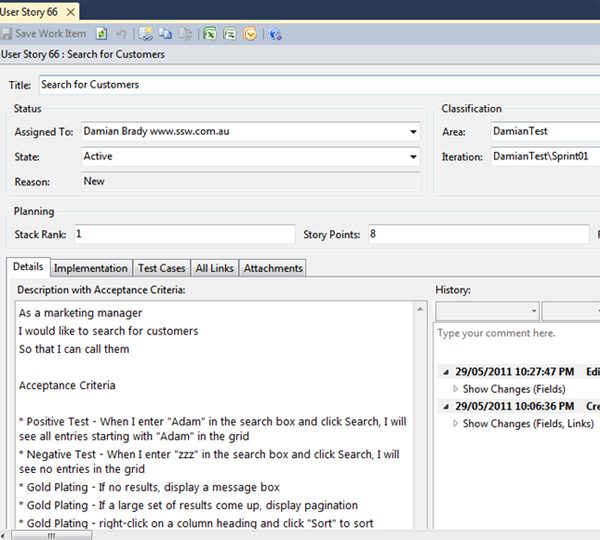 User Story 66
Save Work Item
User Story 66 : Search for Customers
Title: Search for Customers
Status
Classification
Assigned To: Damian Brady www.ssw.com.au
Area: DamianTest
State: Active
Iteration: DamianTest\Sprint01
Reason: New
Planning
Stack Rank: 1
Story Points: 8
Details Implementation Test Cases All Links Attachments
Description with Acceptance Criteria:
History:
As a marketing manager
I would like to search for customers
So that I can call them
Acceptance Criteria
* Positive Test - When I enter "Adam" in the search box and click Search, I will
see all entries starting with "Adam" in the grid
* Negative Test - When I enter "zzz" in the search box and click Search, I will
see no entries in the grid
* Gold Plating - If no results, display a message box
* Gold Plating - If a large set of results come up, display pagination
* Gold Plating - right-click on a column heading and click "Sort" to sort
Type your comment here.
29/05/2011 10:27:47 PM Edi
Show Changes (Fields)
29/05/2011 10:06:36 PM Cre
Show Changes (Fields, Links)